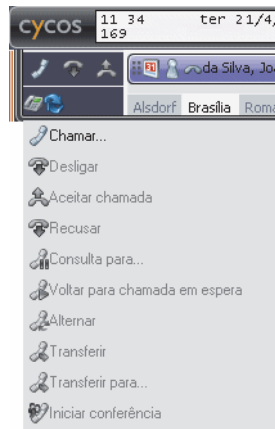 cycos
11 34 ter 21/4/
169
31 da Silva, Jo
Alsdorf Brasília Roma
Chamar...
Desligar
Aceitar chamada
Recusar
Consulta para...
Voltar para chamada em espera
Alternar
Transferir
Transferir para...
Iniciar conferência